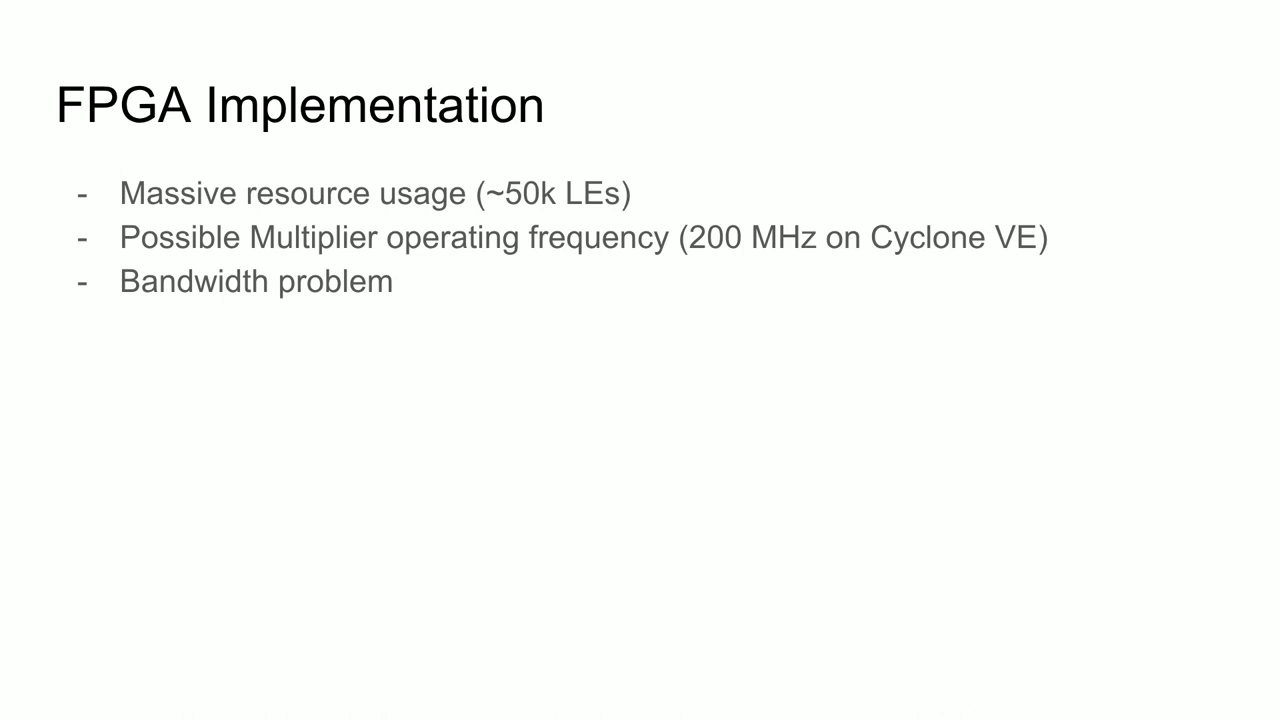 FPGA Implementation
- Massive resource usage (~50k LEs)
- Possible Multiplier operating frequency (200 MHz on Cyclone VE)
- Bandwidth problem